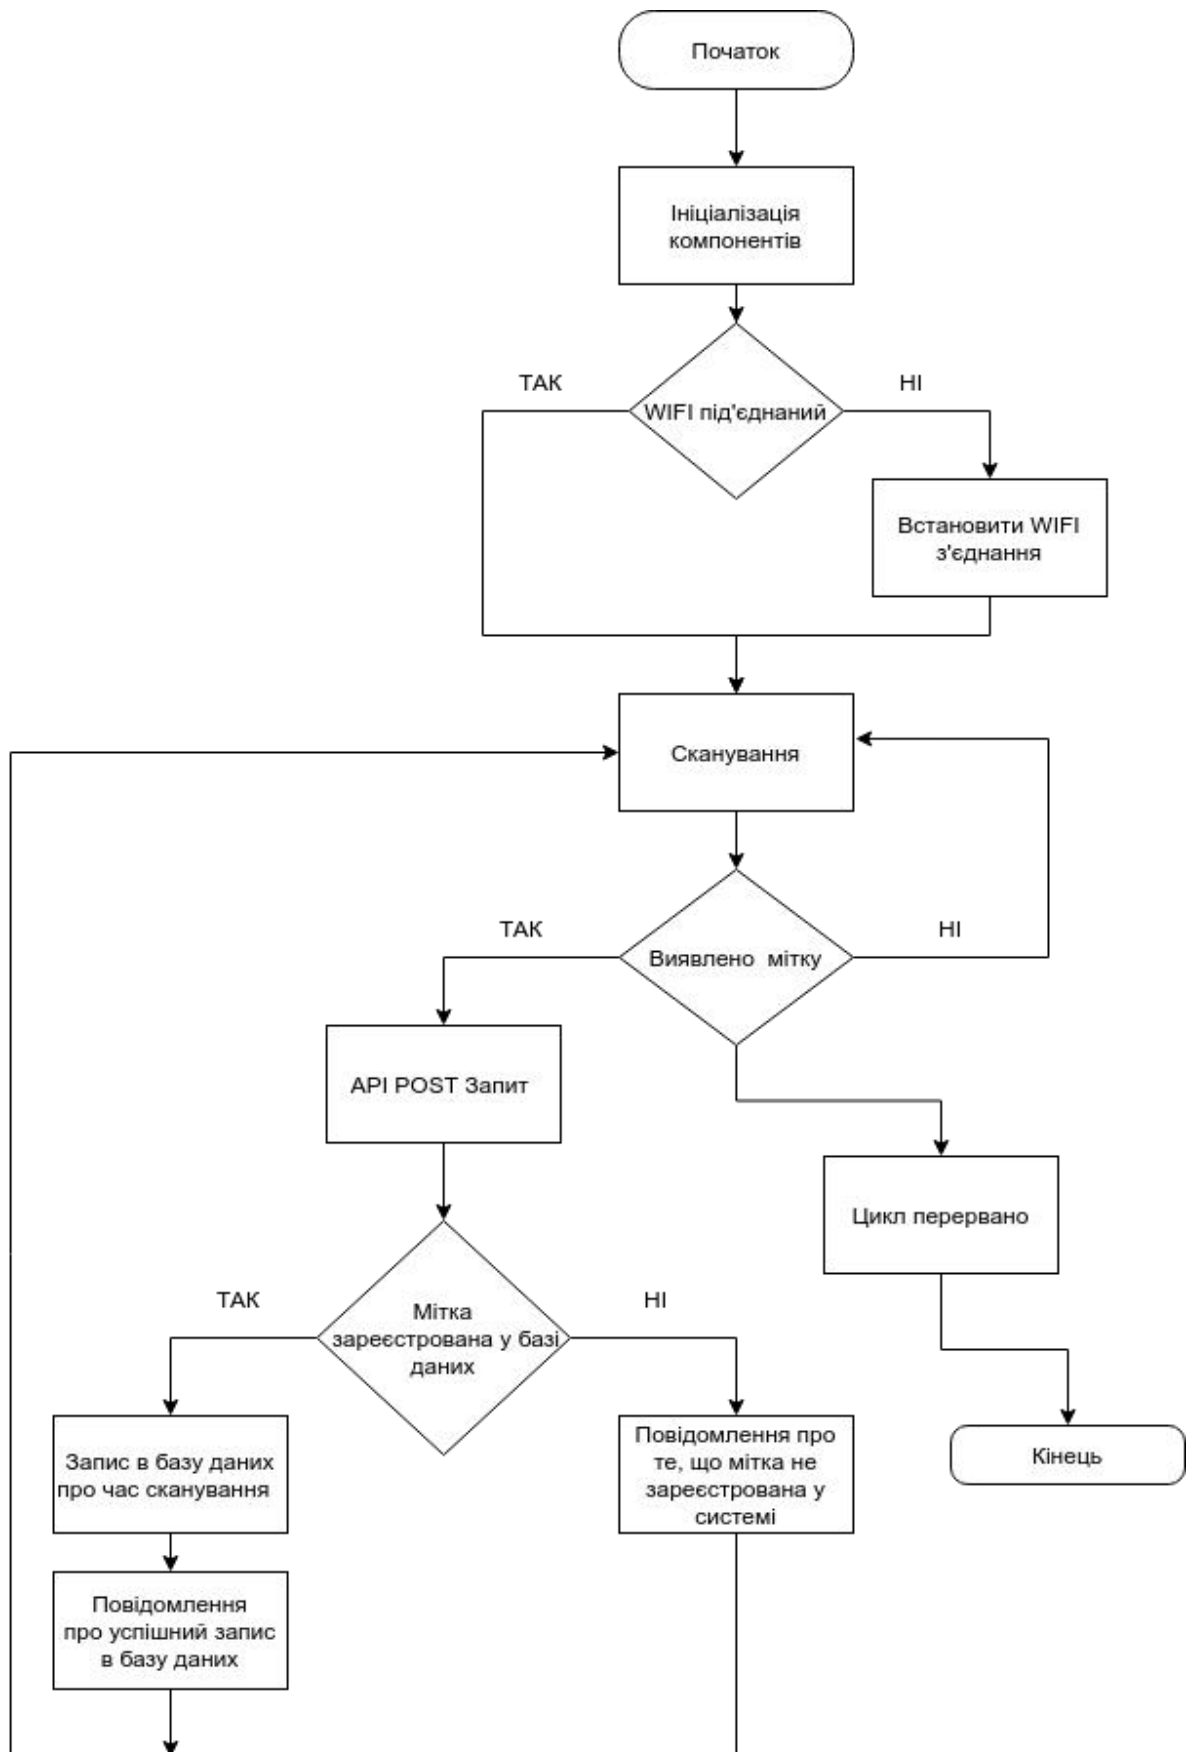 Початок
Ініціалізація
компонентів
ТАК
НІ
WIFI під'єднаний
Встановити WIFI
з'єднання
Сканування
ТАК
НІ
Виявлено мітку
API POST Запит
Цикл перервано
ТАК
НІ
Мітка
зареєстрована у базі
даних
Запис в базу даних
про час сканування
Повідомлення про
те, що мітка не
зареєстрована у
системі
Кінець
Повідомлення
про успішний запис
в базу даних